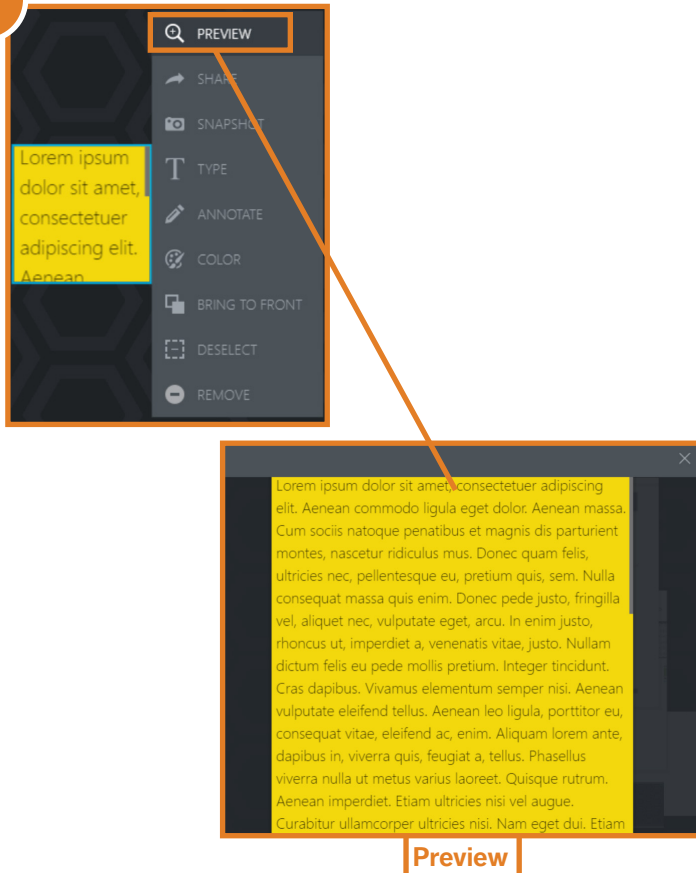 PREVIEW
SHARE
SNAPSHOT
TYPE
ANNOTATE
COLOR
BRING TO FRONT
DESELECT
REMOVE
Lorem ipsum
dolor sit amet,
consectetuer
adipiscing elit.
Aenean
Lorem ipsum dolor sit amet, consectetuer adipiscing
elit. Aenean commodo ligula eget dolor. Aenean massa.
Cum sociis natoque penatibus et magnis dis parturient
montes, nascetur ridiculus mus. Donec quam felis,
ultricies nec, pellentesque eu, pretium quis, sem. Nulla
consequat massa quis enim. Donec pede justo, fringilla
vel, aliquet nec, vulputate eget, arcu. In enim justo,
rhoncus ut, imperdiet a, venenatis vitae, justo. Nullam
dictum felis eu pede mollis pretium. Integer tincidunt.
Cras dapibus. Vivamus elementum semper nisi. Aenean
vulputate eleifend tellus. Aenean leo ligula, porttitor eu,
consequat vitae, eleifend ac, enim. Aliquam lorem ante,
dapibus in, viverra quis, feugiat a, tellus. Phasellus
viverra nulla ut metus varius laoreet. Quisque rutrum.
Aenean imperdiet. Etiam ultricies nisi vel augue.
Curabitur ullamcorper ultricies nisi. Nam eget dui. Etiam
Preview